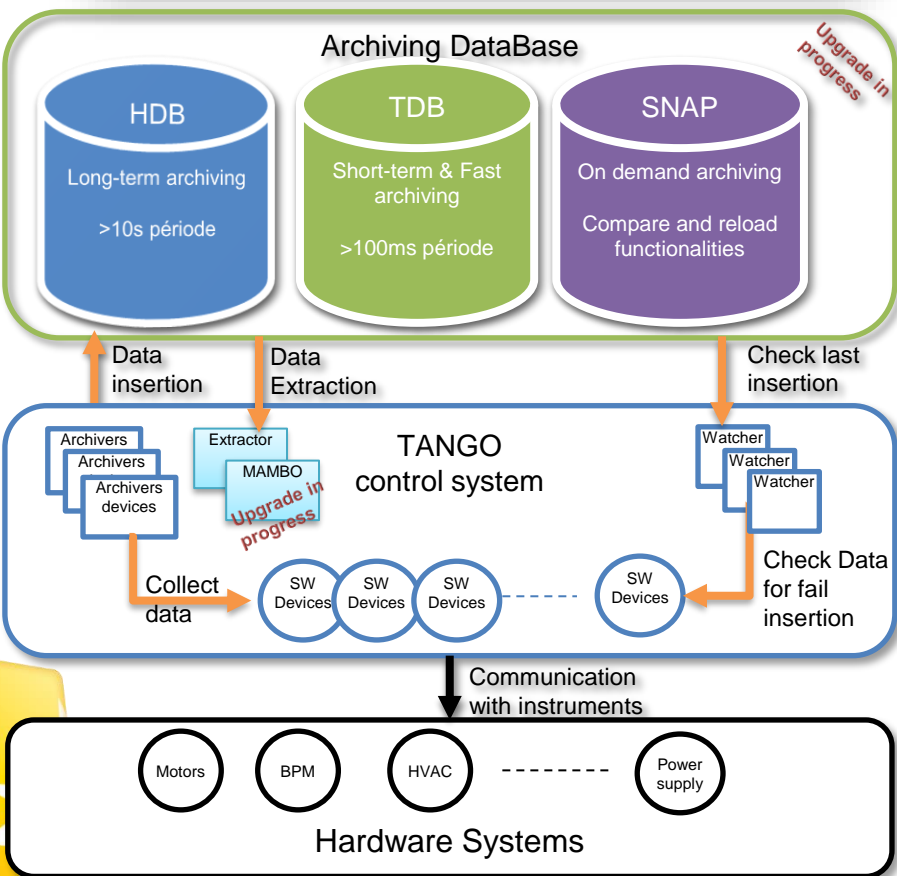 Archiving DataBase
Upgrade in
progress
HDB
Long-term archiving
>10s période
TDB
Short-term & Fast
archiving
>100ms période
SNAP
On demand archiving
Compare and reload
functionalities
Data
insertion
Data
Extraction
Check last
insertion
Archivers
Archivers
Archivers
devices
Extractor
MAMBO
Upgrade in
progress
TANGO
control system
Watcher
Watcher
Watcher
Collect
data
SW
Devices
SW
Devices
SW
Devices
SW
Devices
Check Data
for fail
insertion
Communication
with instruments
Motors
BPM
HVAC
Power
supply
Hardware Systems